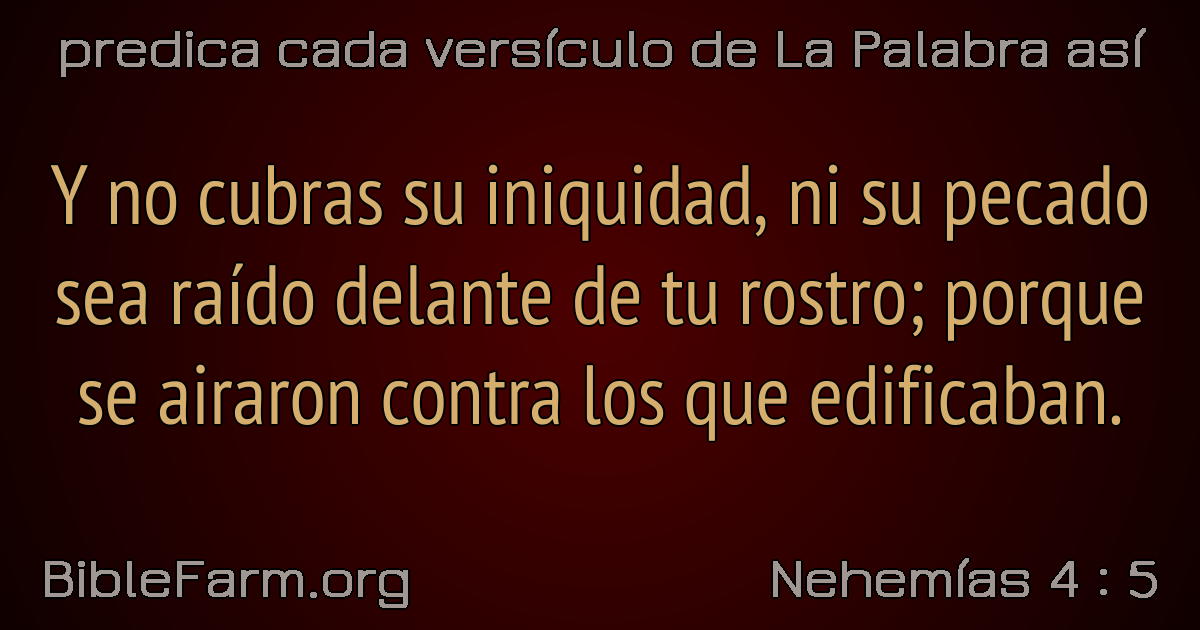 predica cada versículo de La Palabra así
Y no cubras su iniquidad, ni su pecado
sea raído delante de tu rostro; porque
se airaron contra los que edificaban.
BibleFarm.org
Nehemías 4 : 5